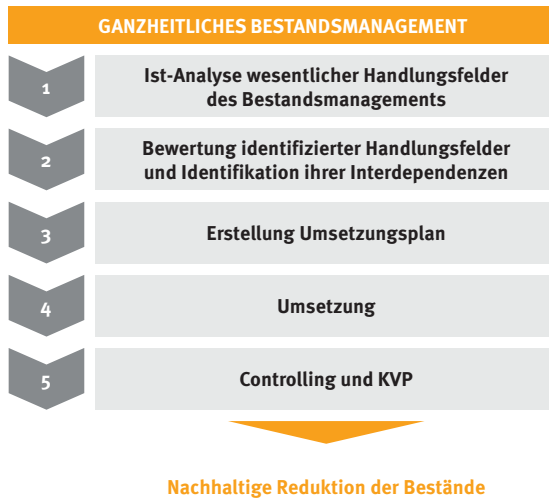 GANZHEITLICHES BESTANDSMANAGEMENT
1
Ist-Analyse wesentlicher Handlungsfelder
des Bestandsmanagements
2
Bewertung identifizierter Handlungsfelder
und Identifikation ihrer Interdependenzen
3
Erstellung Umsetzungsplan
4
Umsetzung
5
Controlling und KVP
Nachhaltige Reduktion der Bestände